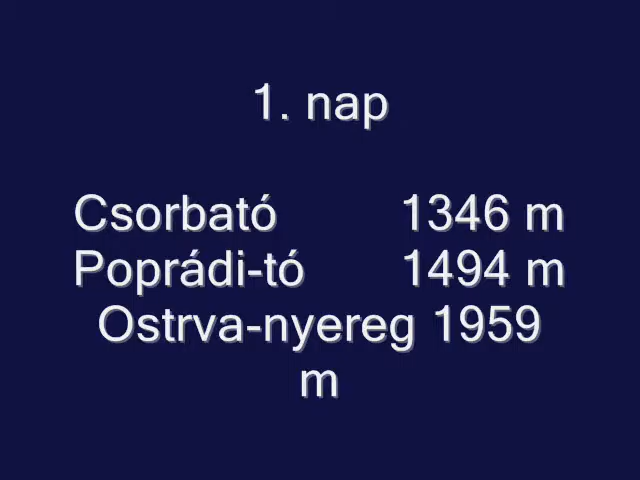 1. nap
Csorbató 1346 m
Poprádi-tó 1494 m
Ostrva-nyereg 1959
m